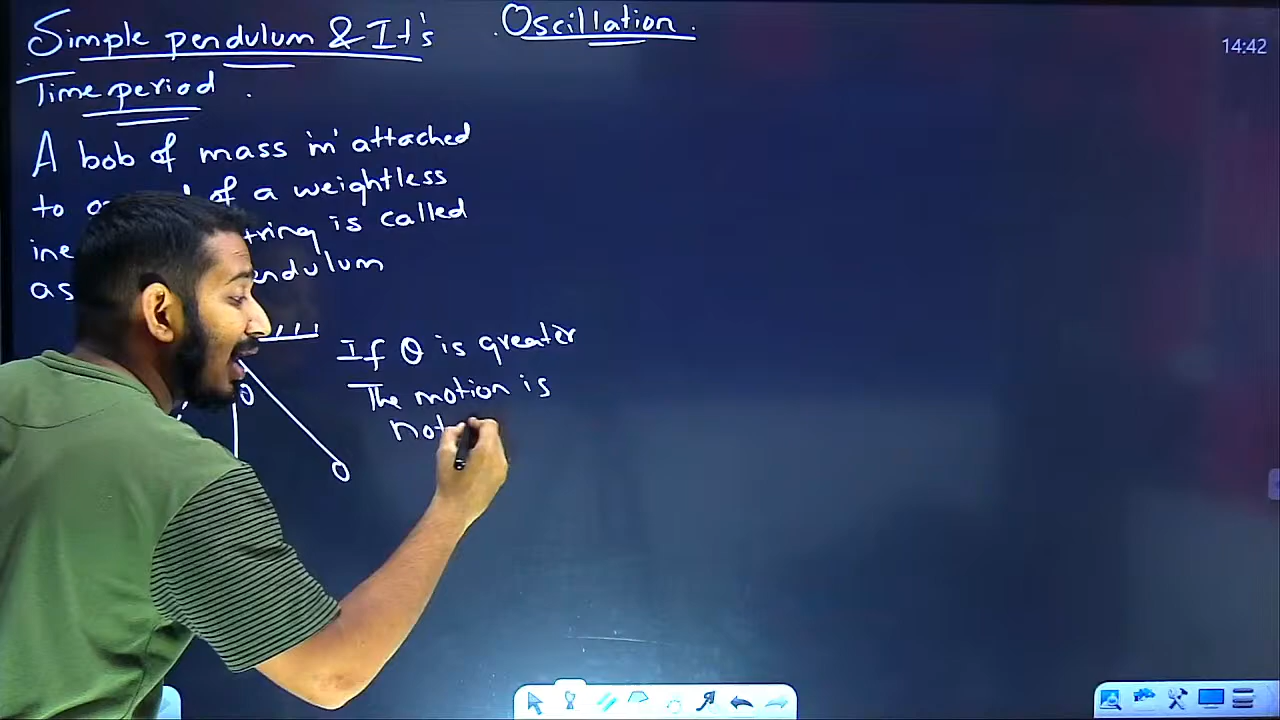 Simple pendulum & It's
Oscillation.
14:42
Time period.
A bob of mass 'm' attached
to of a weightless
string is called
as
If θ is greater
The motion is
not